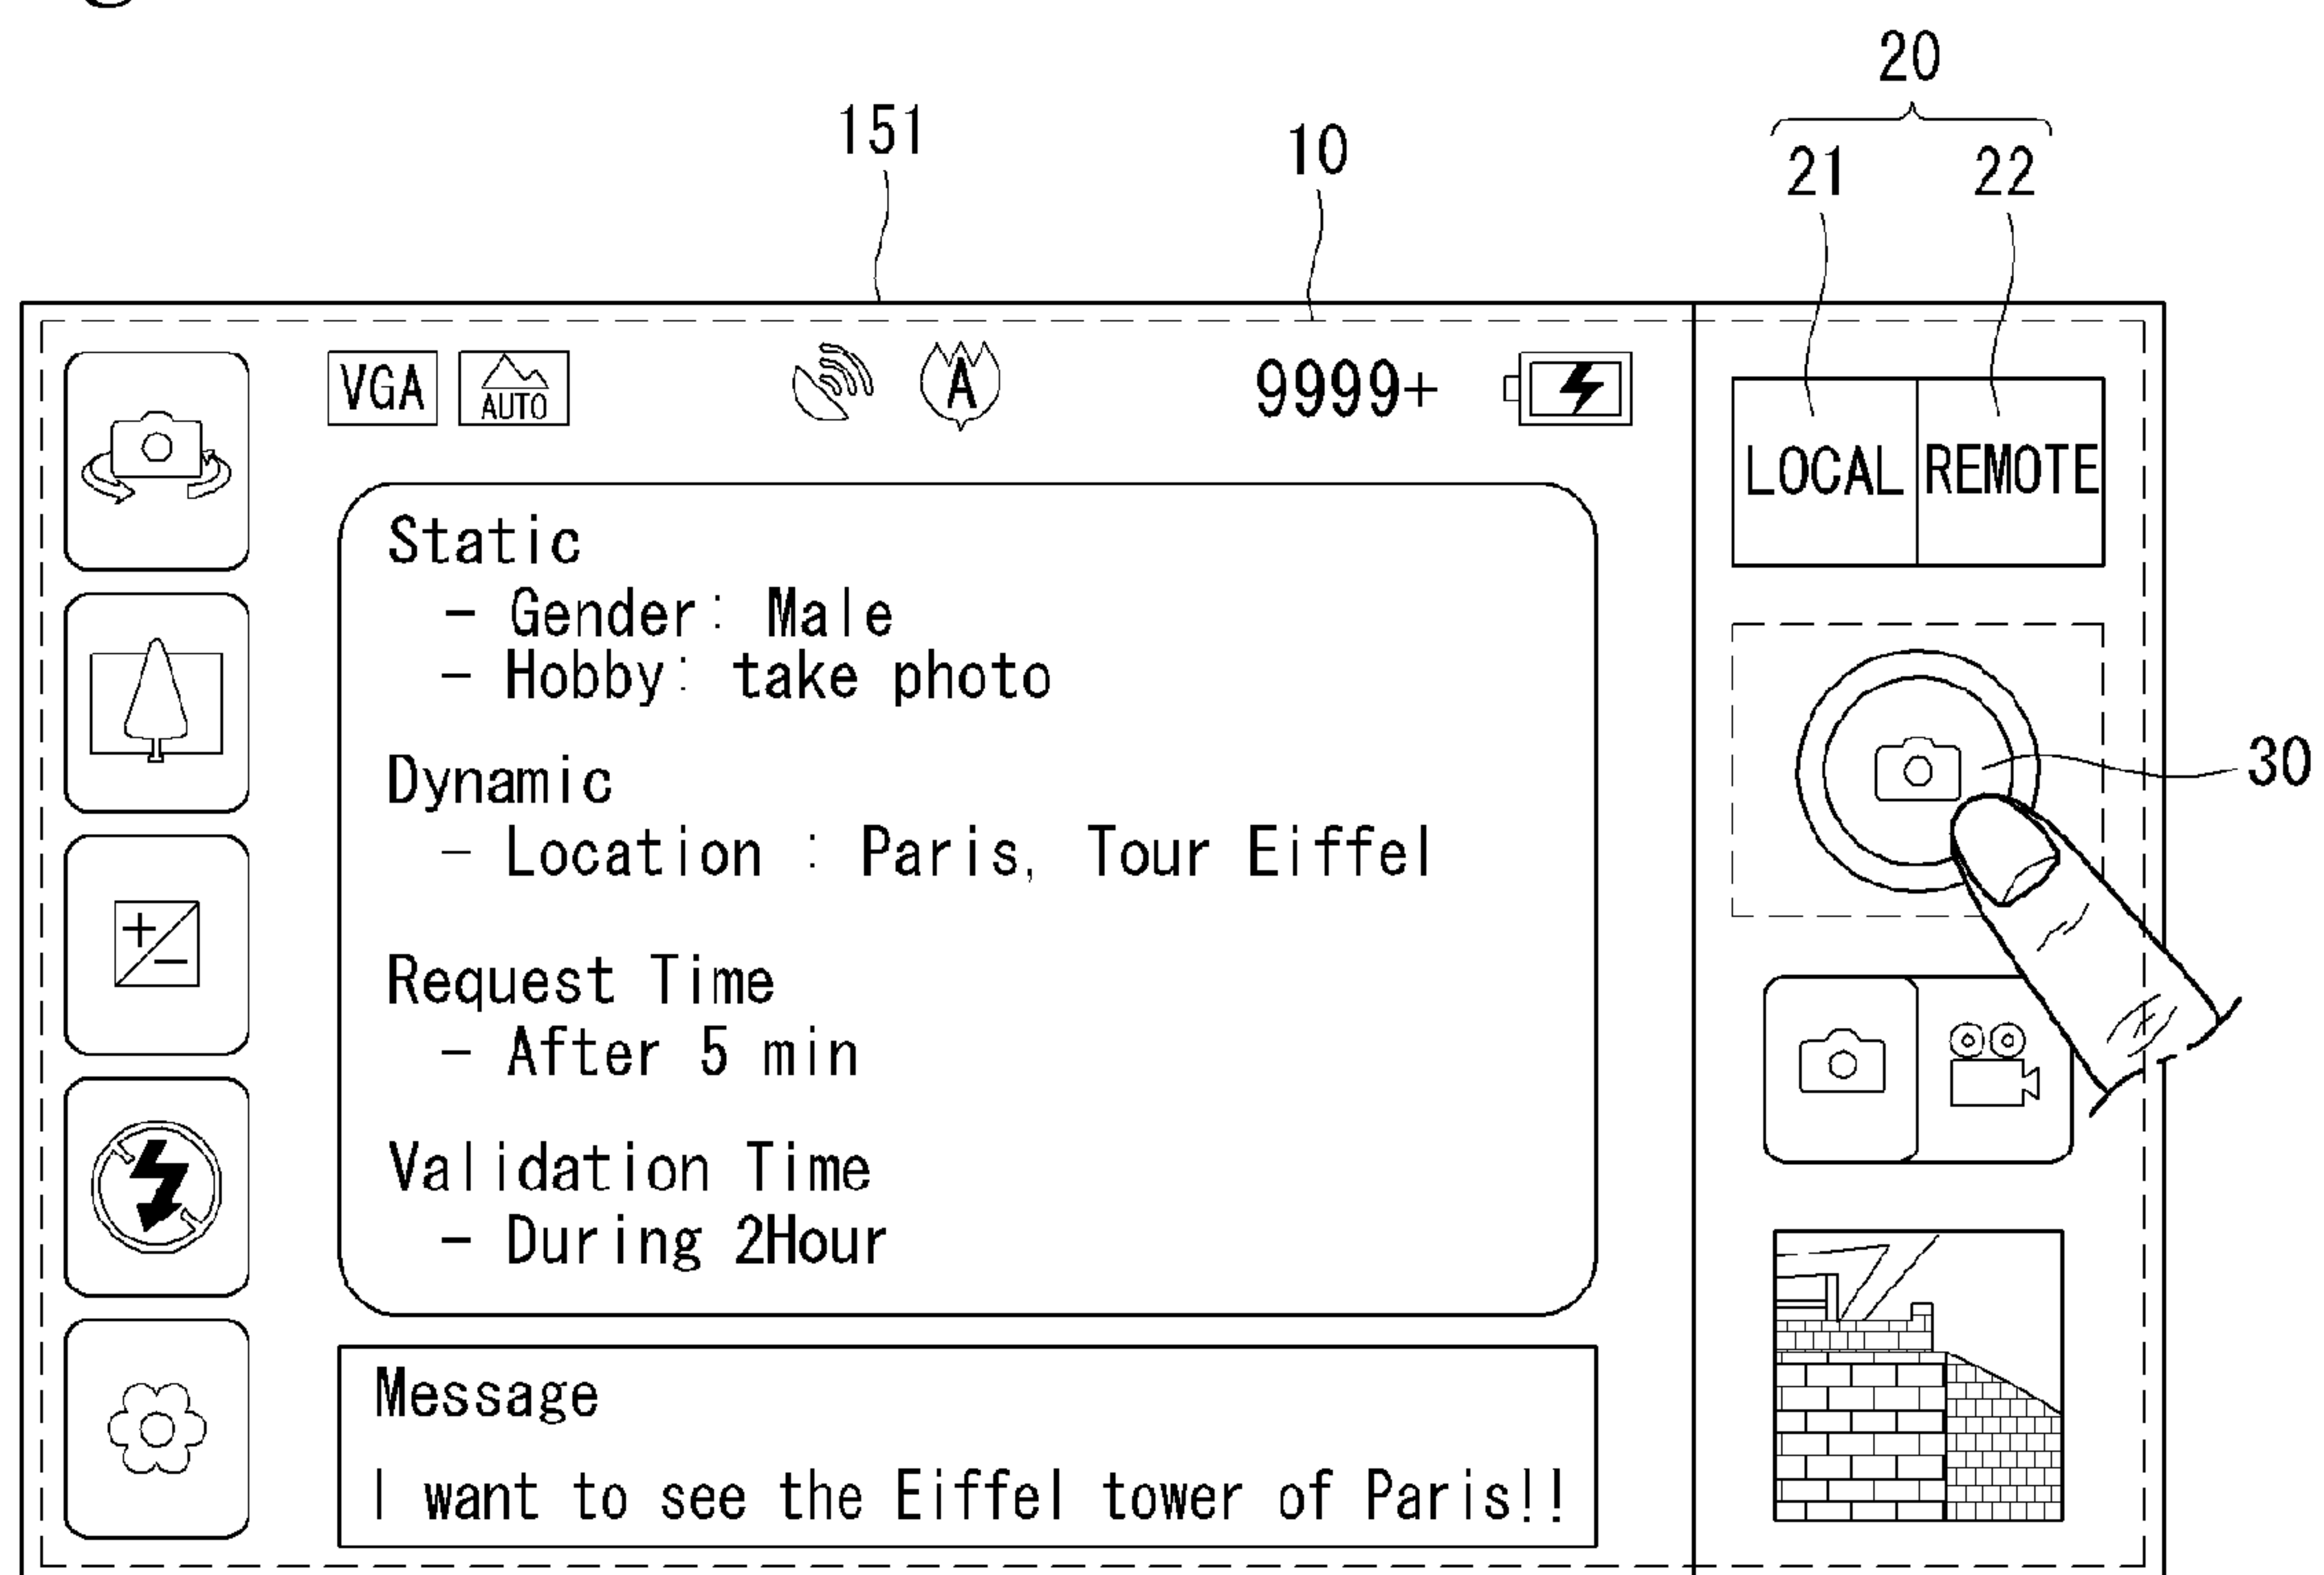 20
151
10
21 22
VGA AUTO A 9999+
LOCAL REMOTE
Static
- Gender: Male
- Hobby: take photo
30
Dynamic
- Location : Paris, Tour Eiffel
Request Time
- After 5 min
Validation Time
- During 2Hour
Message
I want to see the Eiffel tower of Paris!!